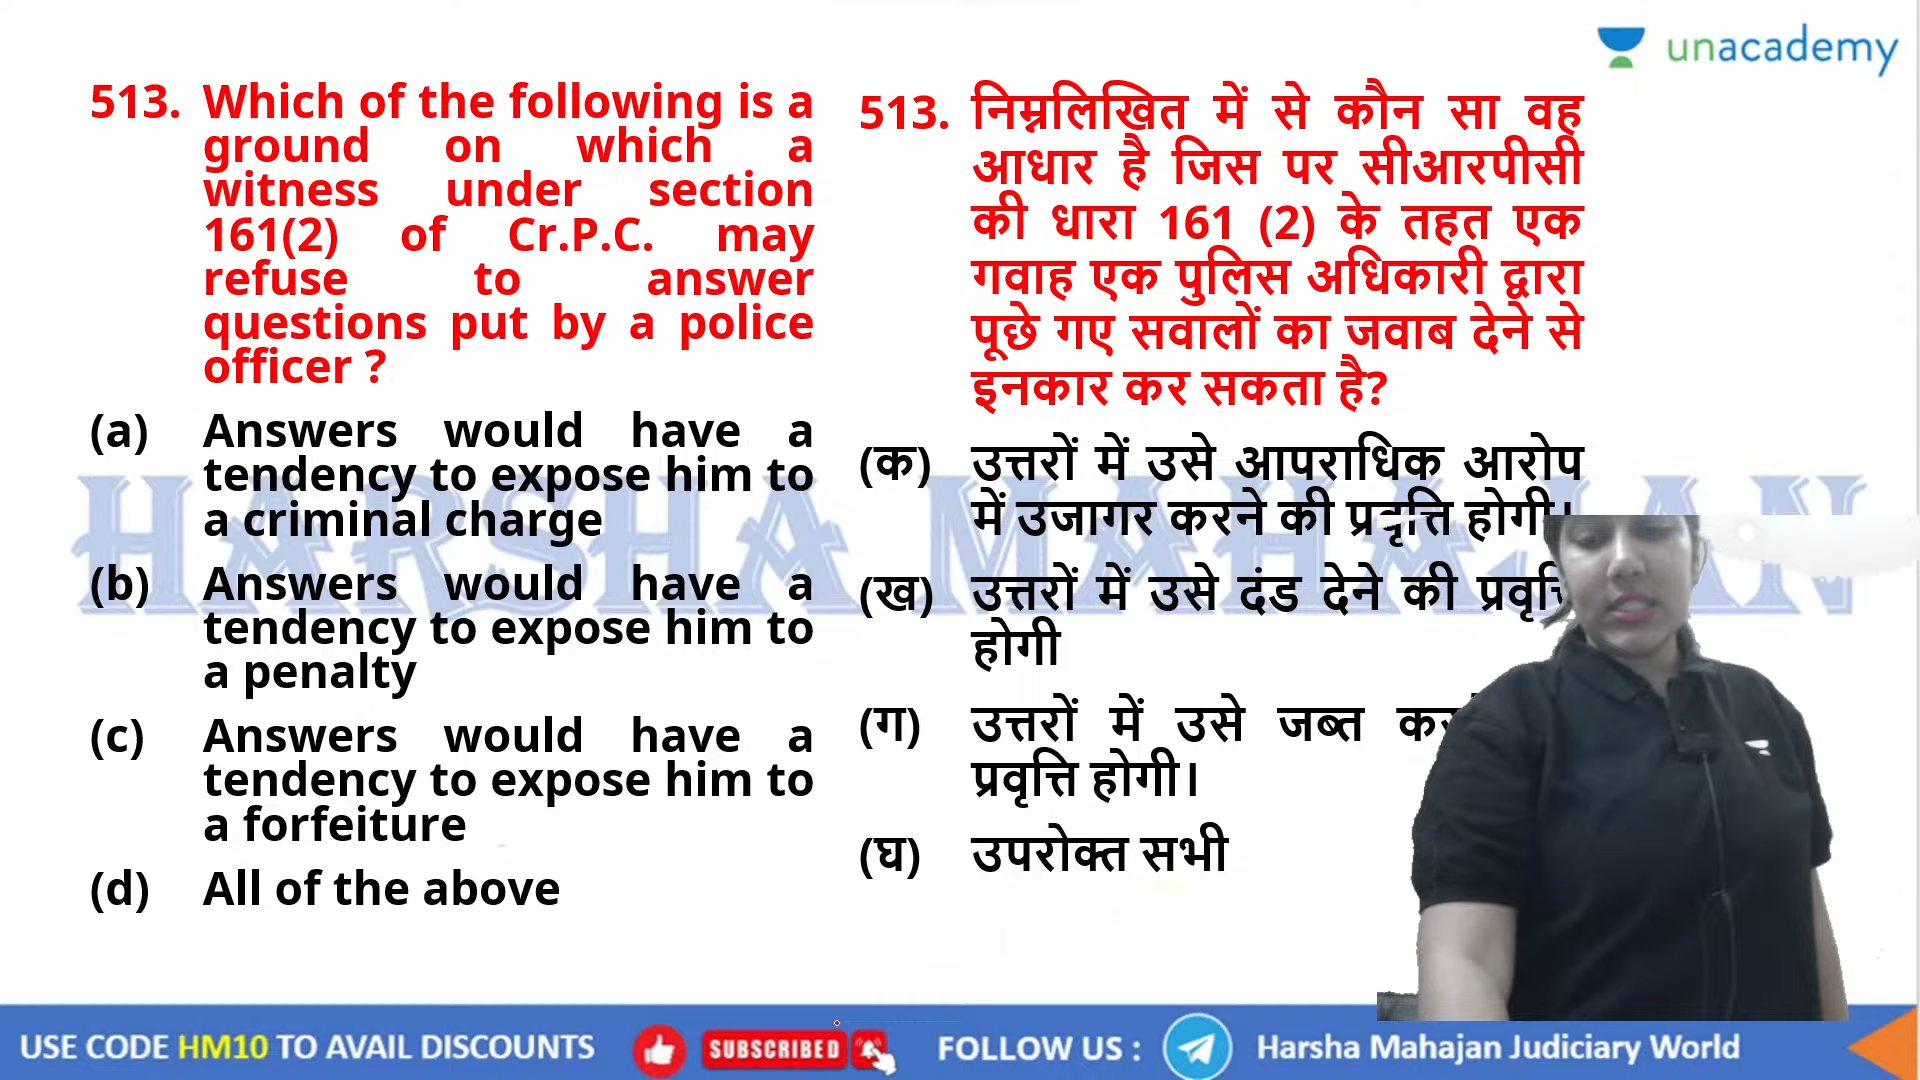 unacademy
513. Which of the following is a
ground on which a
witness under section
161(2) of Cr.P.C. may
refuse to answer
questions put by a police
officer ?
(a) Answers would have a
tendency to expose him to
a criminal charge
(b) Answers would have a
tendency to expose him to
a penalty
(c) Answers would have a
tendency to expose him to
a forfeiture
(d) All of the above
513. निम्नलिखित में से कौन सा वह
आधार है जिस पर सीआरपीसी
की धारा 161 (2) के तहत एक
गवाह एक पुलिस अधिकारी द्वारा
पूछे गए सवालों का जवाब देने से
इनकार कर सकता है?
(क) उत्तरों में उसे आपराधिक आरोप
में उजागर करने की प्रवृत्ति होगी।
(ख) उत्तरों में उसे दंड देने की
होगी
(ग) उत्तरों में उसे जब्त
प्रवृत्ति होगी।
(घ) उपरोक्त सभी
HARSHA MAHAJAN
USE CODE HM10 TO AVAIL DISCOUNTS
SUBSCRIBED
FOLLOW US :
Harsha Mahajan Judiciary World